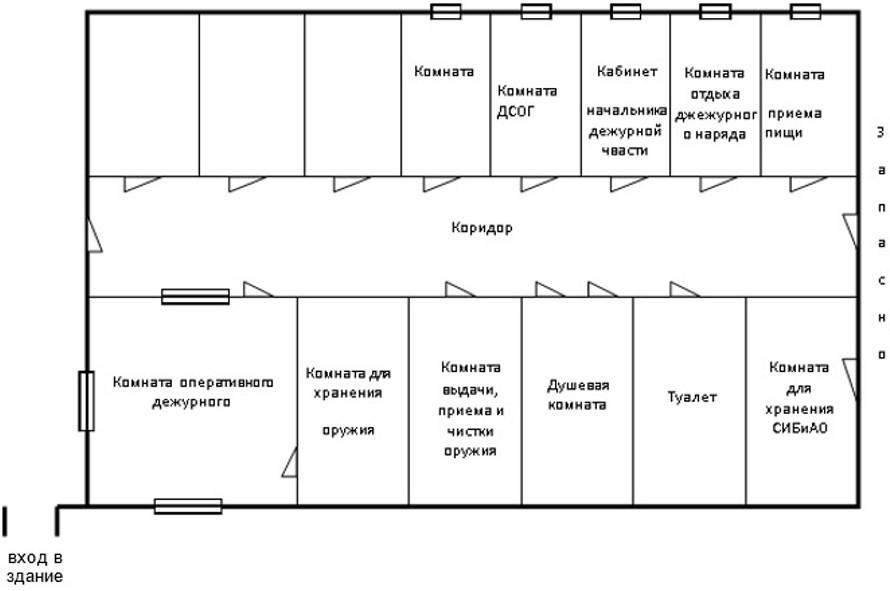 Комната
Комната
ДСОГ
Кабинет
начальника
дежурной
чвасти
Комната
отдыха
джежурног
о наряда
Комната
приема
пищи
З
а
п
а
с
н
о
Коридор
Комната оперативного
дежурного
Комната для
хранения
оружия
Комната
выдачи,
приема и
чистки
оружия
Душевая
комната
Туалет
Комната
для
хранения
СИБиАО
вход в
здание